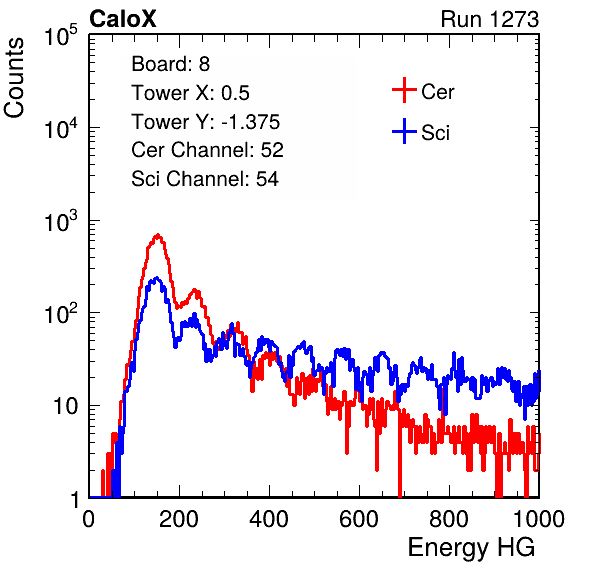 CaloX Run 1273
Counts
Board: 8
Tower X: 0.5
Tower Y: -1.375
Cer Channel: 52
Sci Channel: 54
Cer
Sci
10^5
10^4
10^3
10^2
10
1
0 200 400 600 800 1000
Energy HG